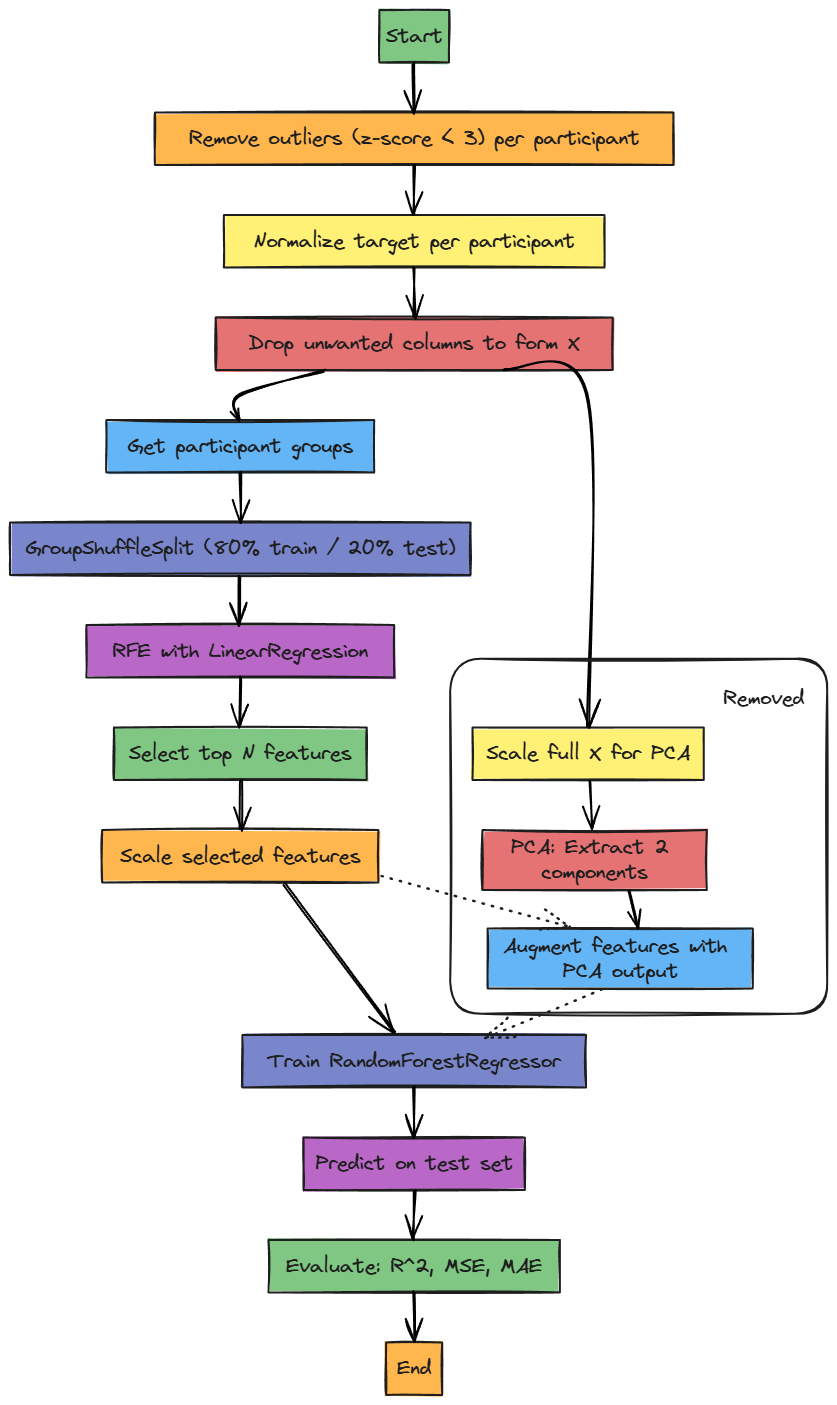 Start
Remove outliers (z-score < 3) per participant
Normalize target per participant
Drop unwanted columns to form X
Get participant groups
GroupShuffleSplit (80% train / 20% test)
RFE with LinearRegression
Select top N features
Scale selected features
Removed
Scale full X for PCA
PCA: Extract 2
components
Augment features with
PCA output
Train RandomForestRegressor
Predict on test set
Evaluate: R^2, MSE, MAE
End